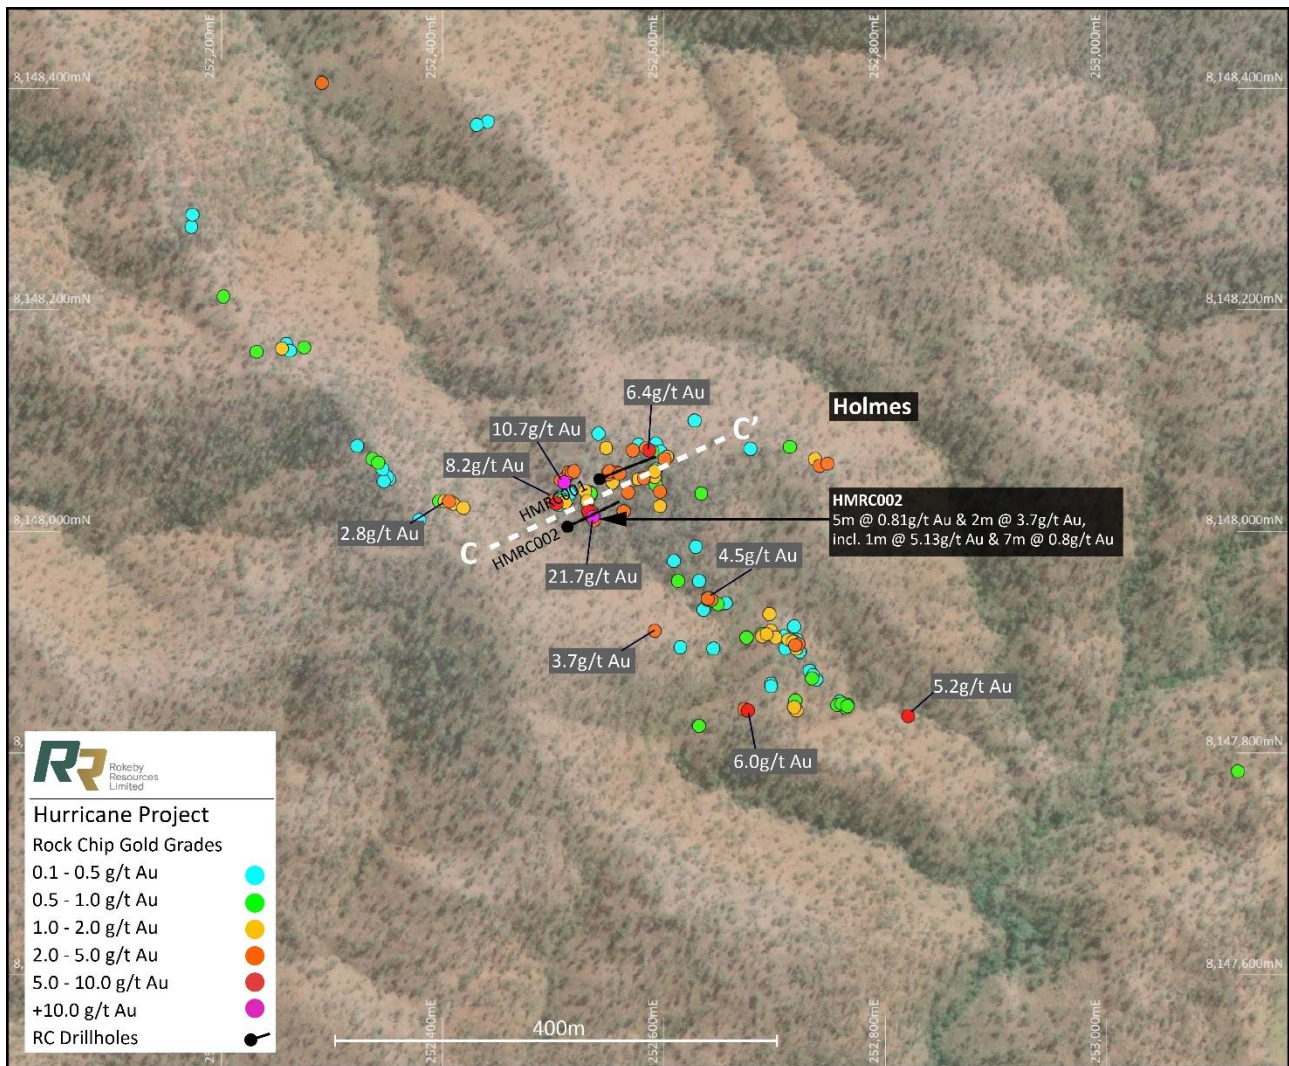 252,200mE
252,400mE
252,600mE
252,800mE
253,000mE
8,148,400mN
8,148,400mN
8,148,200mN
8,148,200mN
6.4g/t Au
Holmes
10.7g/t Au
C'
8.2g/t Au
HMRC001
HMRC002
5m @ 0.81g/t Au & 2m @ 3.7g/t Au,
incl. 1m @ 5.13g/t Au & 7m @ 0.8g/t Au
8,148,000mN
8,148,000mN
2.8g/t Au
C
HMRC002
21.7g/t Au
4.5g/t Au
3.7g/t Au
5.2g/t Au
6.0g/t Au
8,147,800mN
RR
Rokeby
Resources
Limited
Hurricane Project
Rock Chip Gold Grades
0.1 - 0.5 g/t Au
0.5 - 1.0 g/t Au
1.0 - 2.0 g/t Au
2.0 - 5.0 g/t Au
5.0 - 10.0 g/t Au
+10.0 g/t Au
RC Drillholes
8,147,600mN
252,400mE
400m
252,600mE
252,800mE
253,000mE